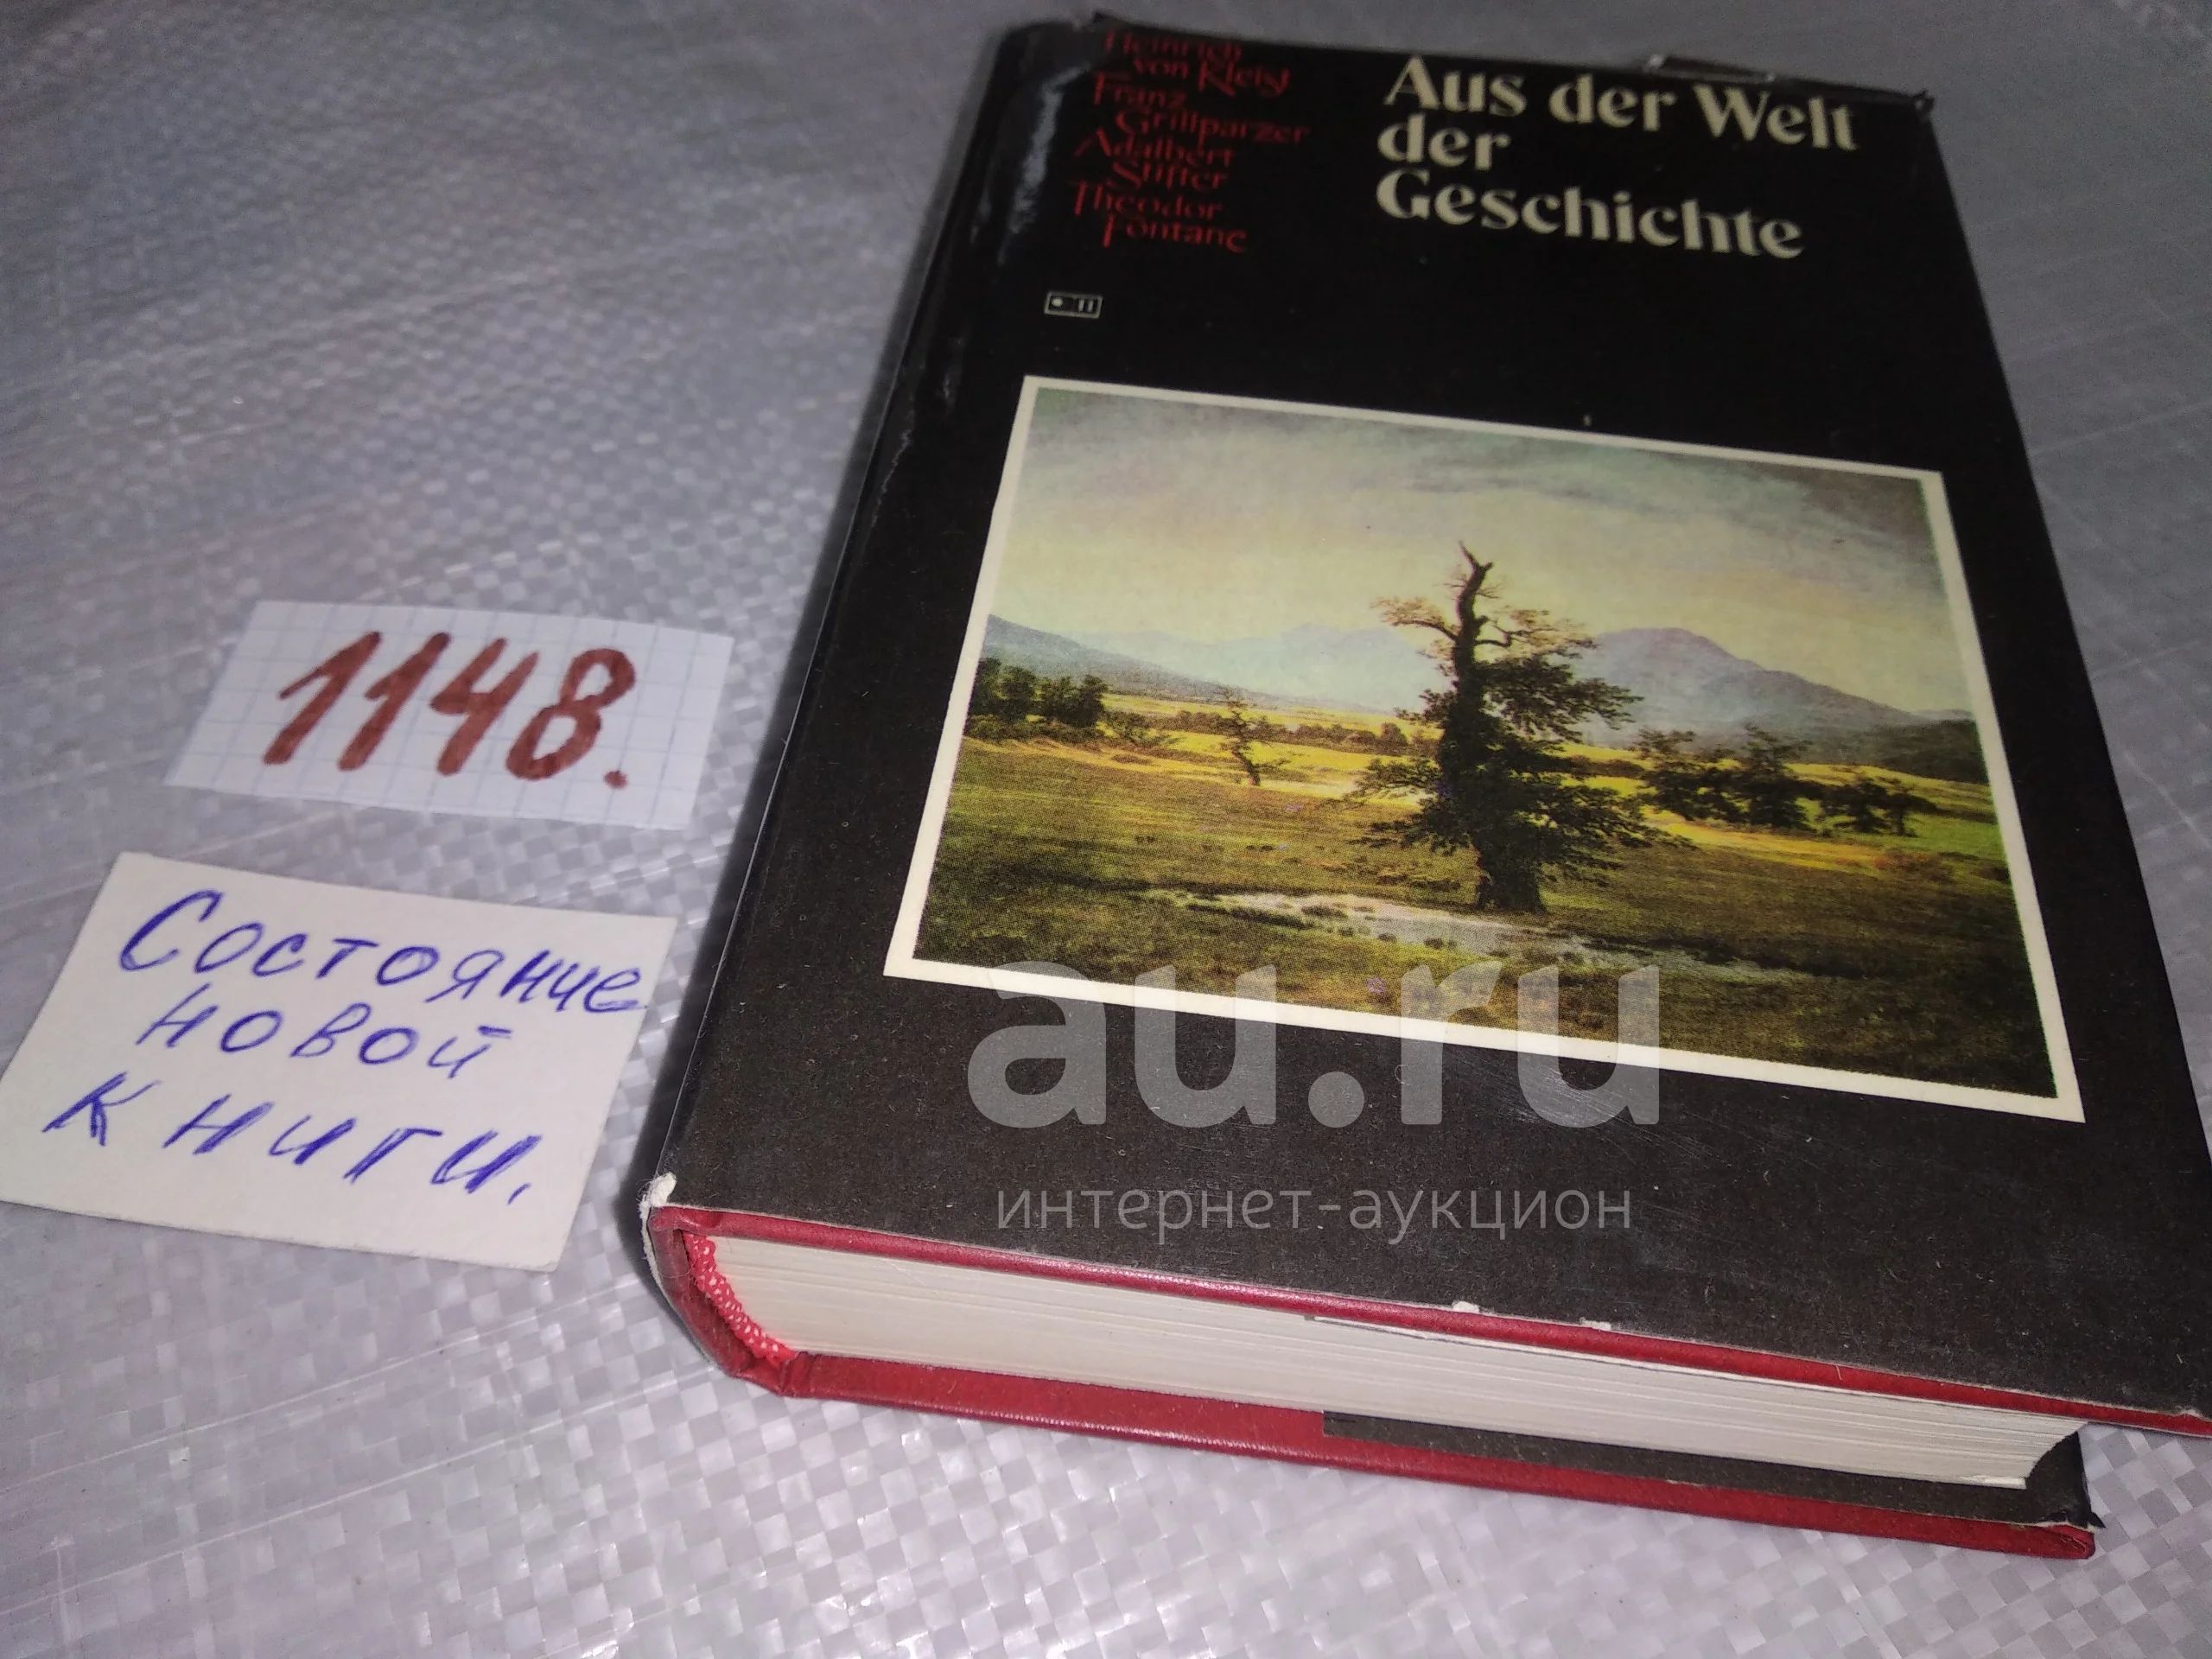 Heinrich
von Kleist
Franz
Grillparzer
Adalbert
Stifter
Theodor
Fontane
Aus der Welt
der
Geschichte
1148.
Состояние
новой
книги.
au.ru
интернет-аукцион